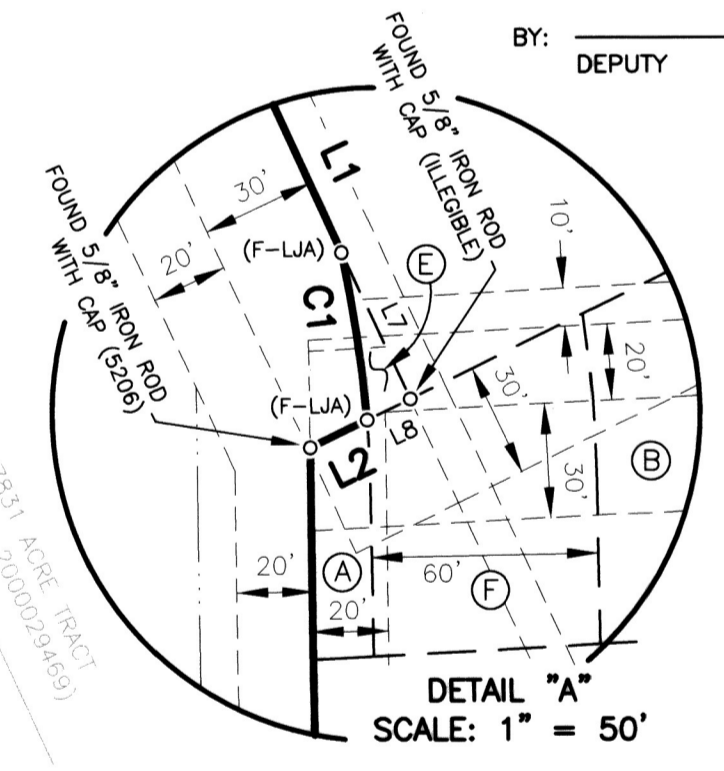 BY:
DEPUTY
FOUND 5/8" IRON ROD
WITH CAP (ILLEGIBLE)
L1
30'
20'
(F-LJA)
E
10'
FOUND 5/8" IRON ROD
WITH CAP (5206)
C1
L7
20'
30'
(F-LJA)
L8
L2
30'
B
20'
A
60'
F
20'
7831 ACRE TRACT
2000029469)
DETAIL "A"
SCALE: 1" = 50'